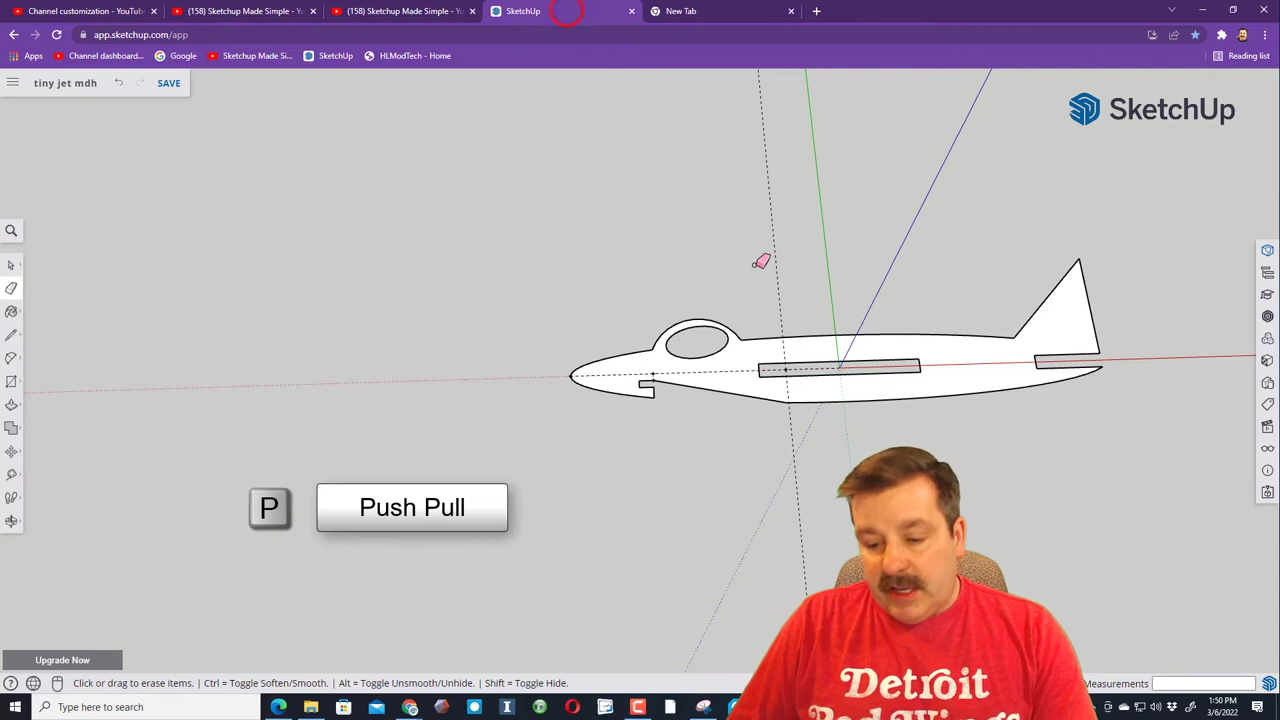 Channel customization - YouTu
(158) Sketchup Made Simple - Yo
(158) Sketchup Made Simple - Yo
SketchUp
New Tab
app.sketchup.com/app
Apps
Channel dashboard...
Google
Sketchup Made Si...
SketchUp
HLModTech - Home
Reading list
tiny jet mdh
SAVE
SketchUp
P
Push Pull
Upgrade Now
Click or drag to erase items. | Ctrl = Toggle Soften/Smooth. | Alt = Toggle Unsmooth/Unhide. | Shift = Toggle Hide.
Measurements
Detroit
Red Wings
Type here to search
1:50 PM
3/6/2022